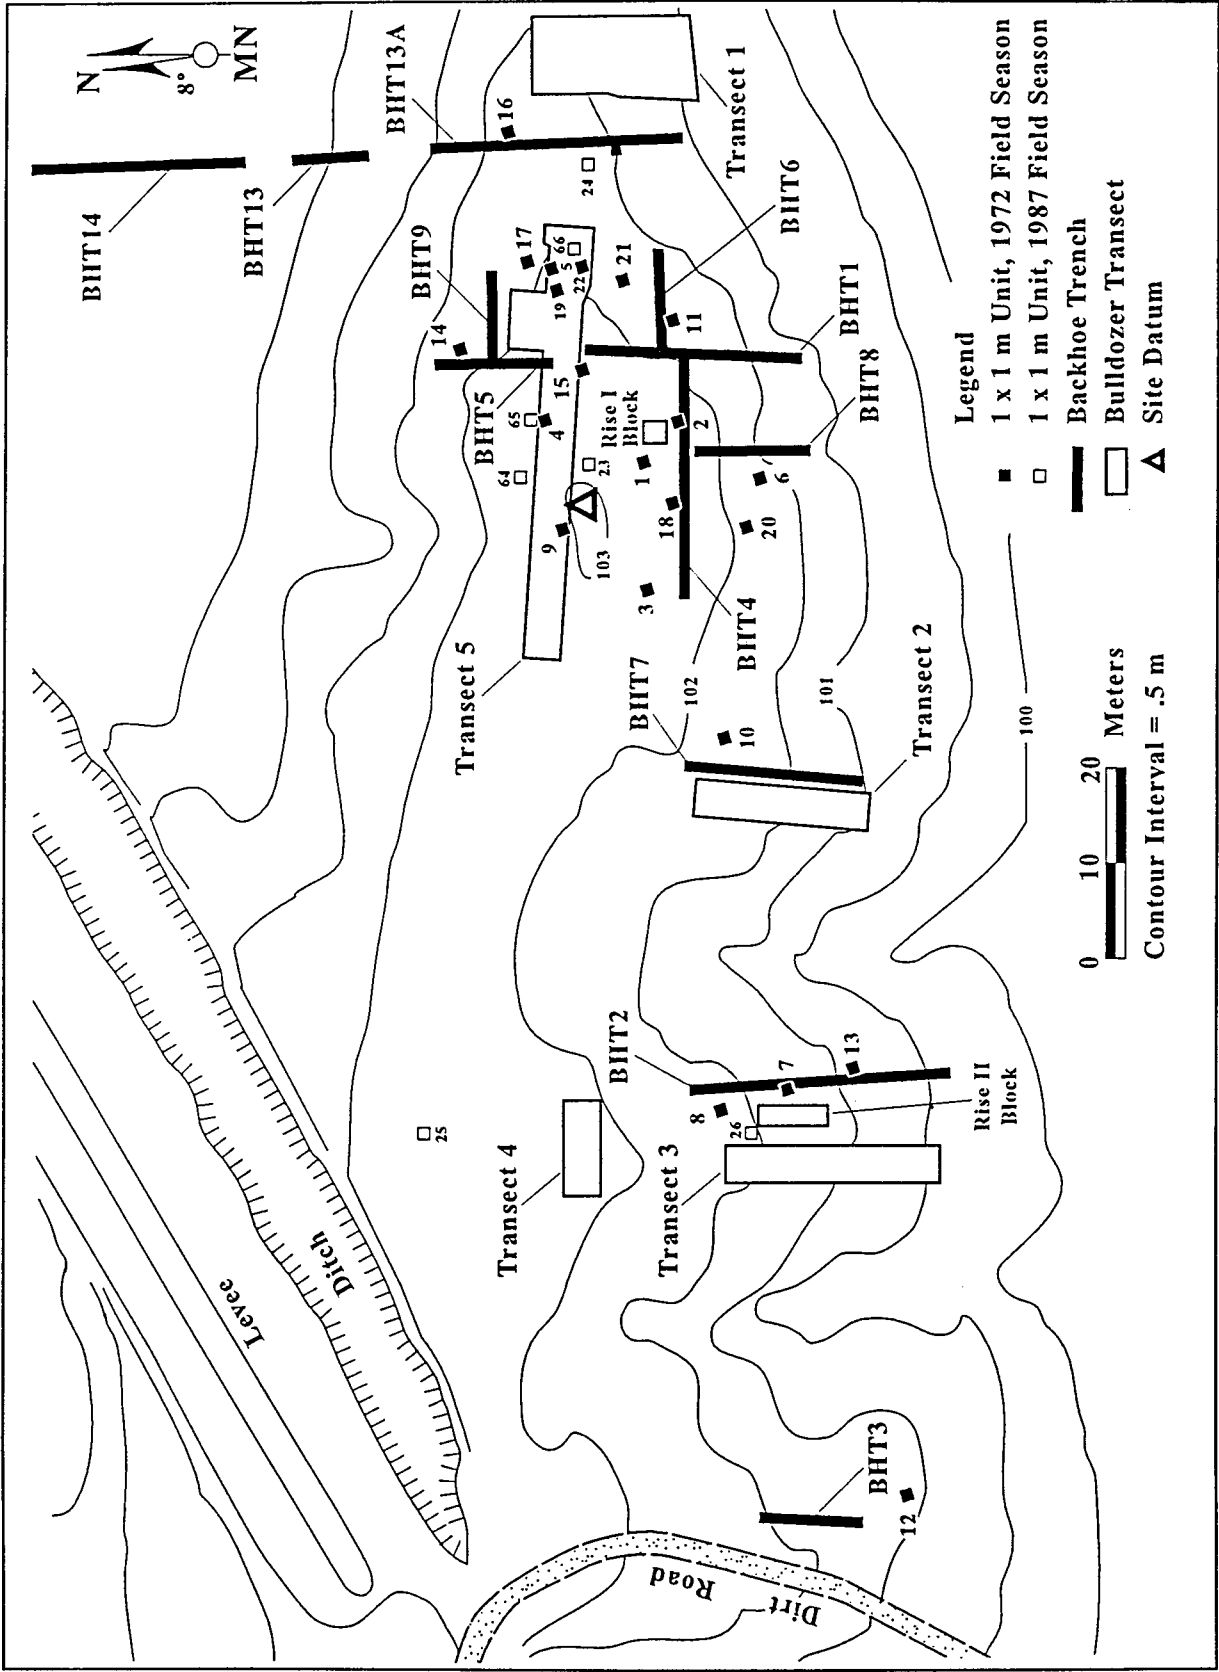 N
8°
MN
BHT14
BHT13
BHT13A
16
Transect 1
24
BHT9
17
66
5
22
19
21
BHT6
14
11
BHT1
BHT5
15
65
4
Rise I
Block
2
BHT8
64
23
1
6
9
103
18
20
3
BHT4
Transect 5
BHT7
102
101
10
Transect 2
100
Legend
1 x 1 m Unit, 1972 Field Season
1 x 1 m Unit, 1987 Field Season
Backhoe Trench
Bulldozer Transect
Site Datum
0 10 20 Meters
Contour Interval = .5 m
BHT2
7
13
8
26
Rise II
Block
25
Transect 4
Transect 3
Levee
Ditch
BHT3
12
Dirt
Road